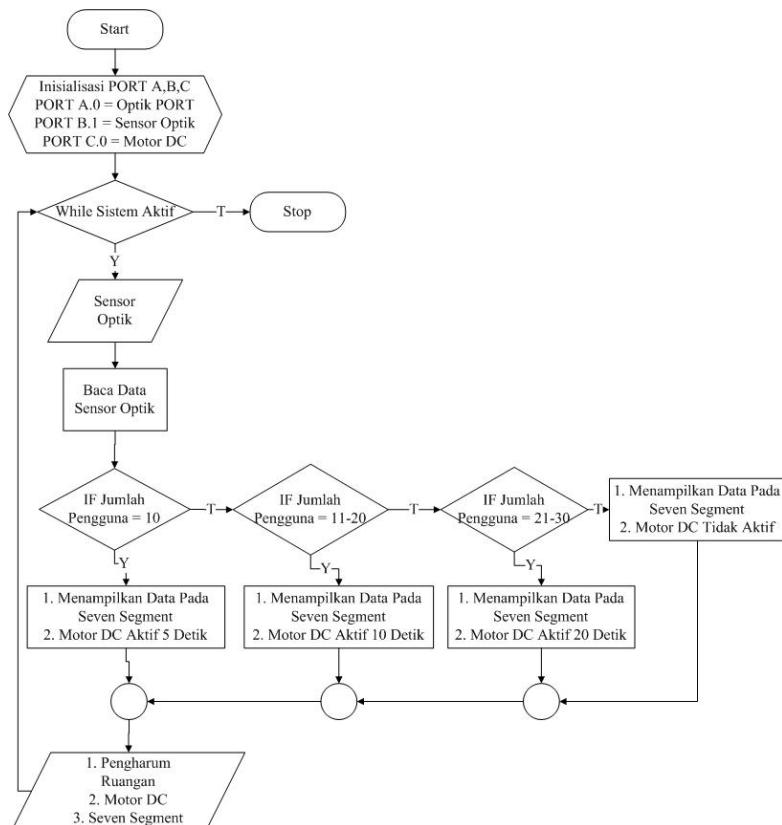 Start
Inisialisasi PORT A,B,C
PORT A.0 = Optik PORT
PORT B.1 = Sensor Optik
PORT C.0 = Motor DC
While Sistem Aktif
T
Stop
Y
Sensor
Optik
Baca Data
Sensor Optik
IF Jumlah
Pengguna = 10
T
IF Jumlah
Pengguna = 11-20
T
IF Jumlah
Pengguna = 21-30
T
1. Menampilkan Data Pada
Seven Segment
2. Motor DC Tidak Aktif
Y
Y
Y
1. Menampilkan Data Pada
Seven Segment
2. Motor DC Aktif 5 Detik
1. Menampilkan Data Pada
Seven Segment
2. Motor DC Aktif 10 Detik
1. Menampilkan Data Pada
Seven Segment
2. Motor DC Aktif 20 Detik
1. Pengharum
Ruangan
2. Motor DC
3. Seven Segment